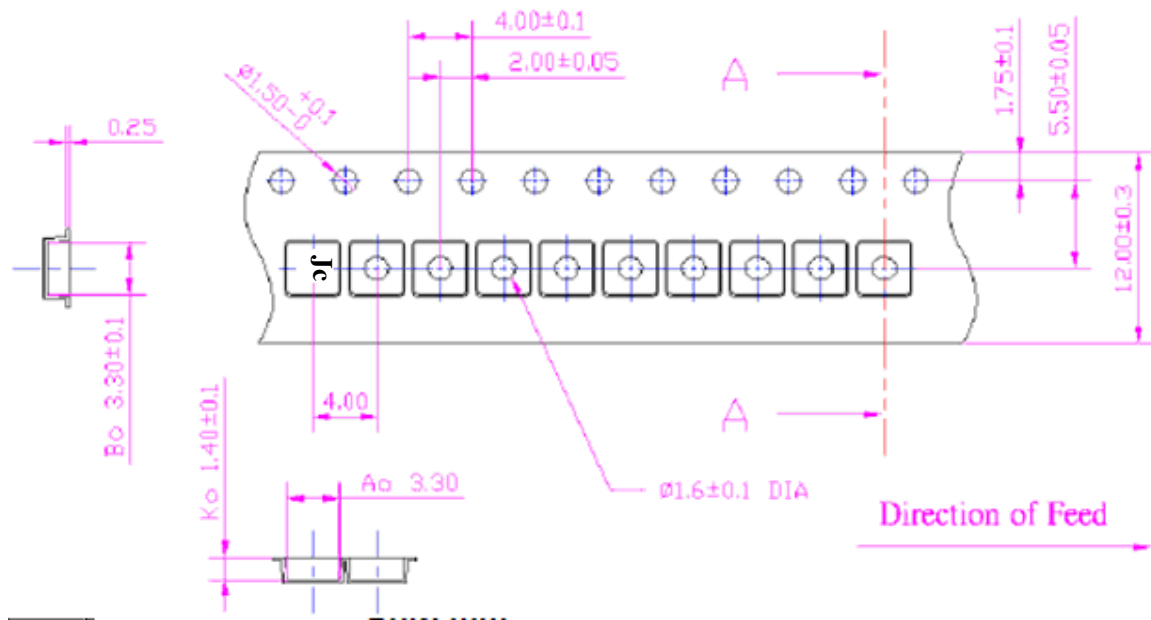 4.00±0.1
2.00±0.05
A
1.75±0.1
5.50±0.05
Ø1.50 +0.1 -0
0.25
Jc
12.00±0.3
Bo 3.30±0.1
4.00
A
Ko 1.40±0.1
Ao 3.30
Ø1.6±0.1 DIA
Direction of Feed